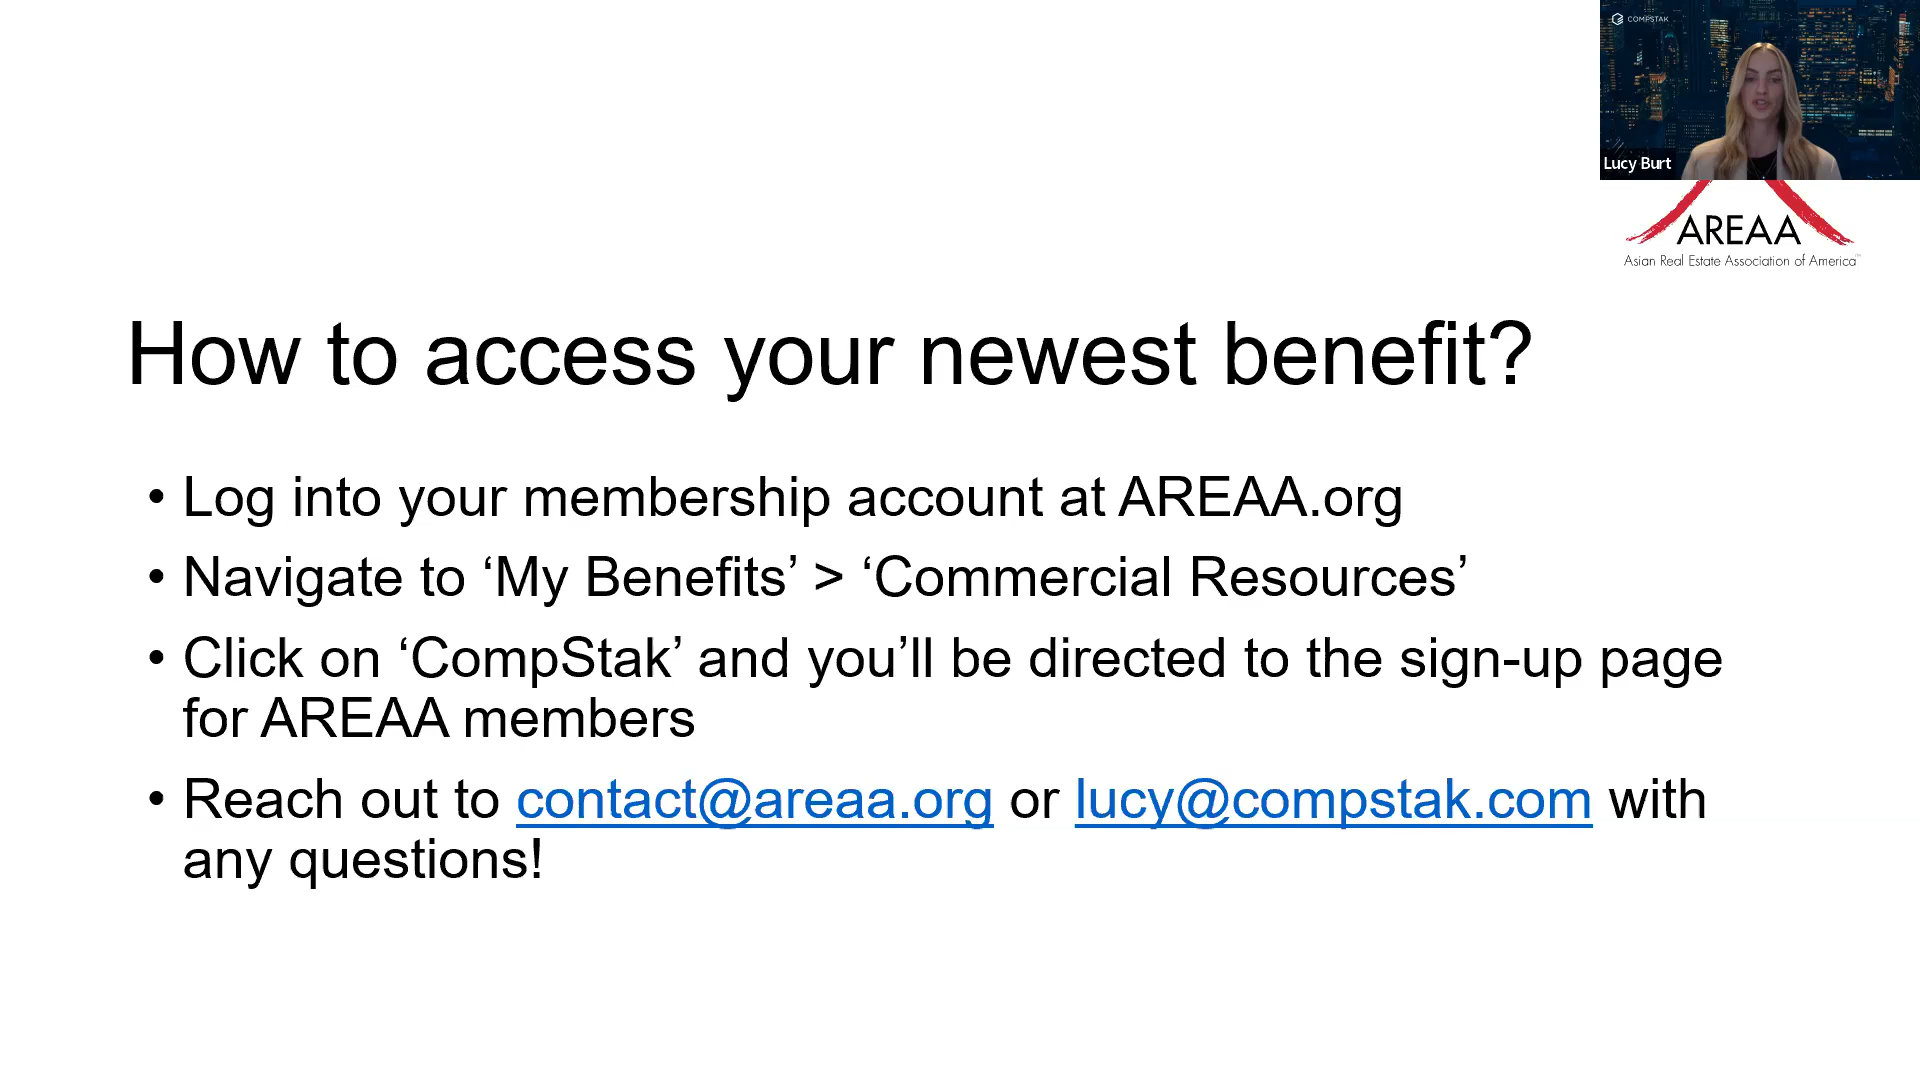 COMPSTAK
Lucy Burt
AREAA
Asian Real Estate Association of America
How to access your newest benefit?
• Log into your membership account at AREAA.org
• Navigate to ‘My Benefits’ > ‘Commercial Resources’
• Click on ‘CompStak’ and you’ll be directed to the sign-up page
for AREAA members
• Reach out to contact@areaa.org or lucy@compstak.com with
any questions!